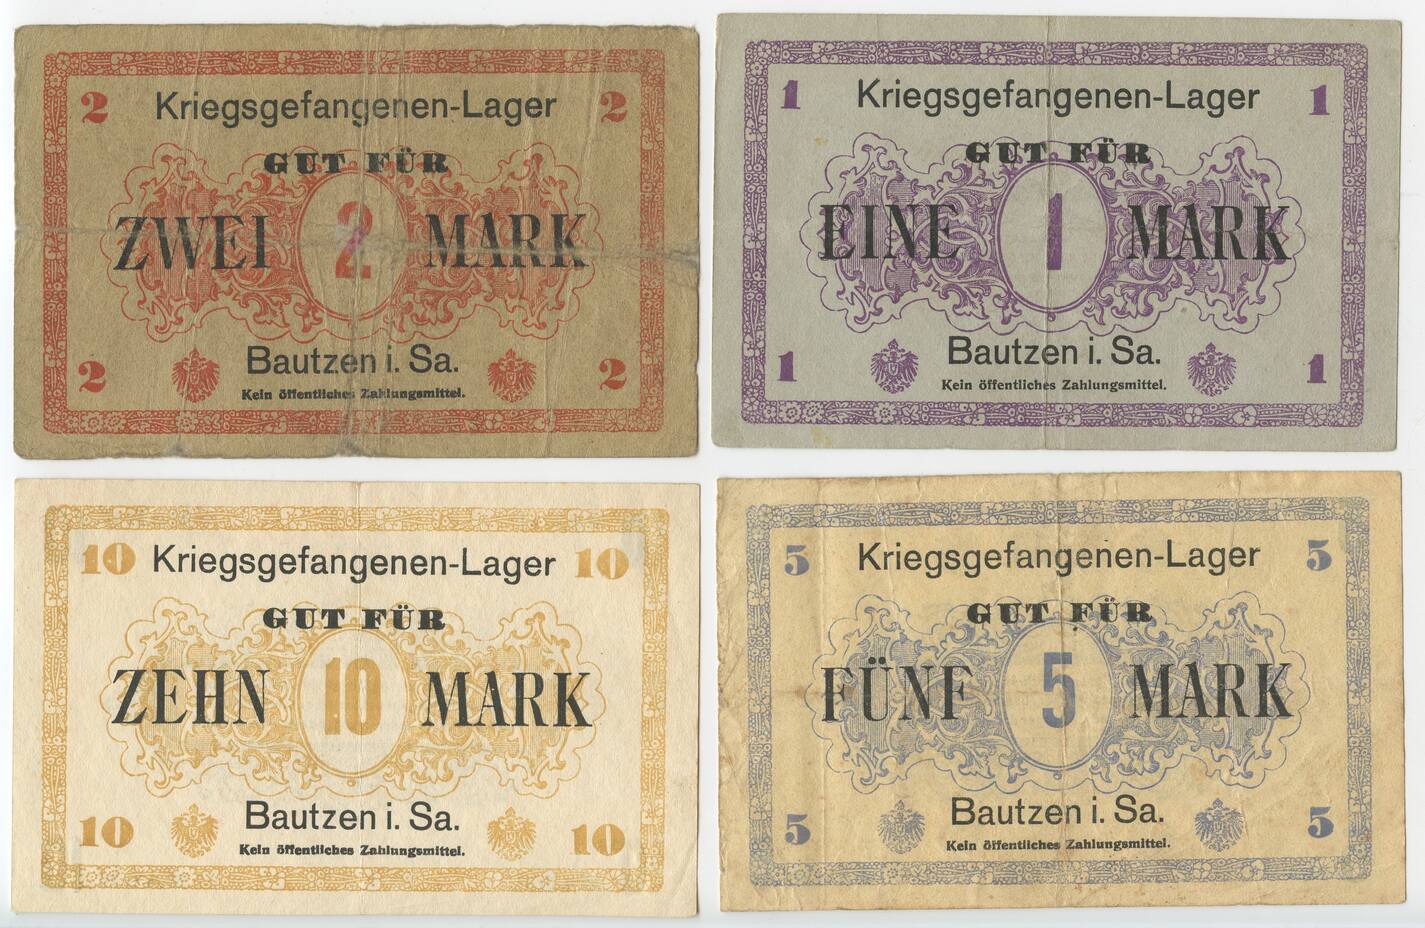 2 Kriegsgefangenen-Lager 2
GUT FÜR
ZWEI 2 MARK
2 Bautzen i. Sa. 2
Kein öffentliches Zahlungsmittel.
1 Kriegsgefangenen-Lager 1
GUT FÜR
EINE 1 MARK
1 Bautzen i. Sa. 1
Kein öffentliches Zahlungsmittel.
10 Kriegsgefangenen-Lager 10
GUT FÜR
ZEHN 10 MARK
10 Bautzen i. Sa. 10
Kein öffentliches Zahlungsmittel.
5 Kriegsgefangenen-Lager 5
GUT FÜR
FÜNF 5 MARK
5 Bautzen i. Sa. 5
Kein öffentliches Zahlungsmittel.